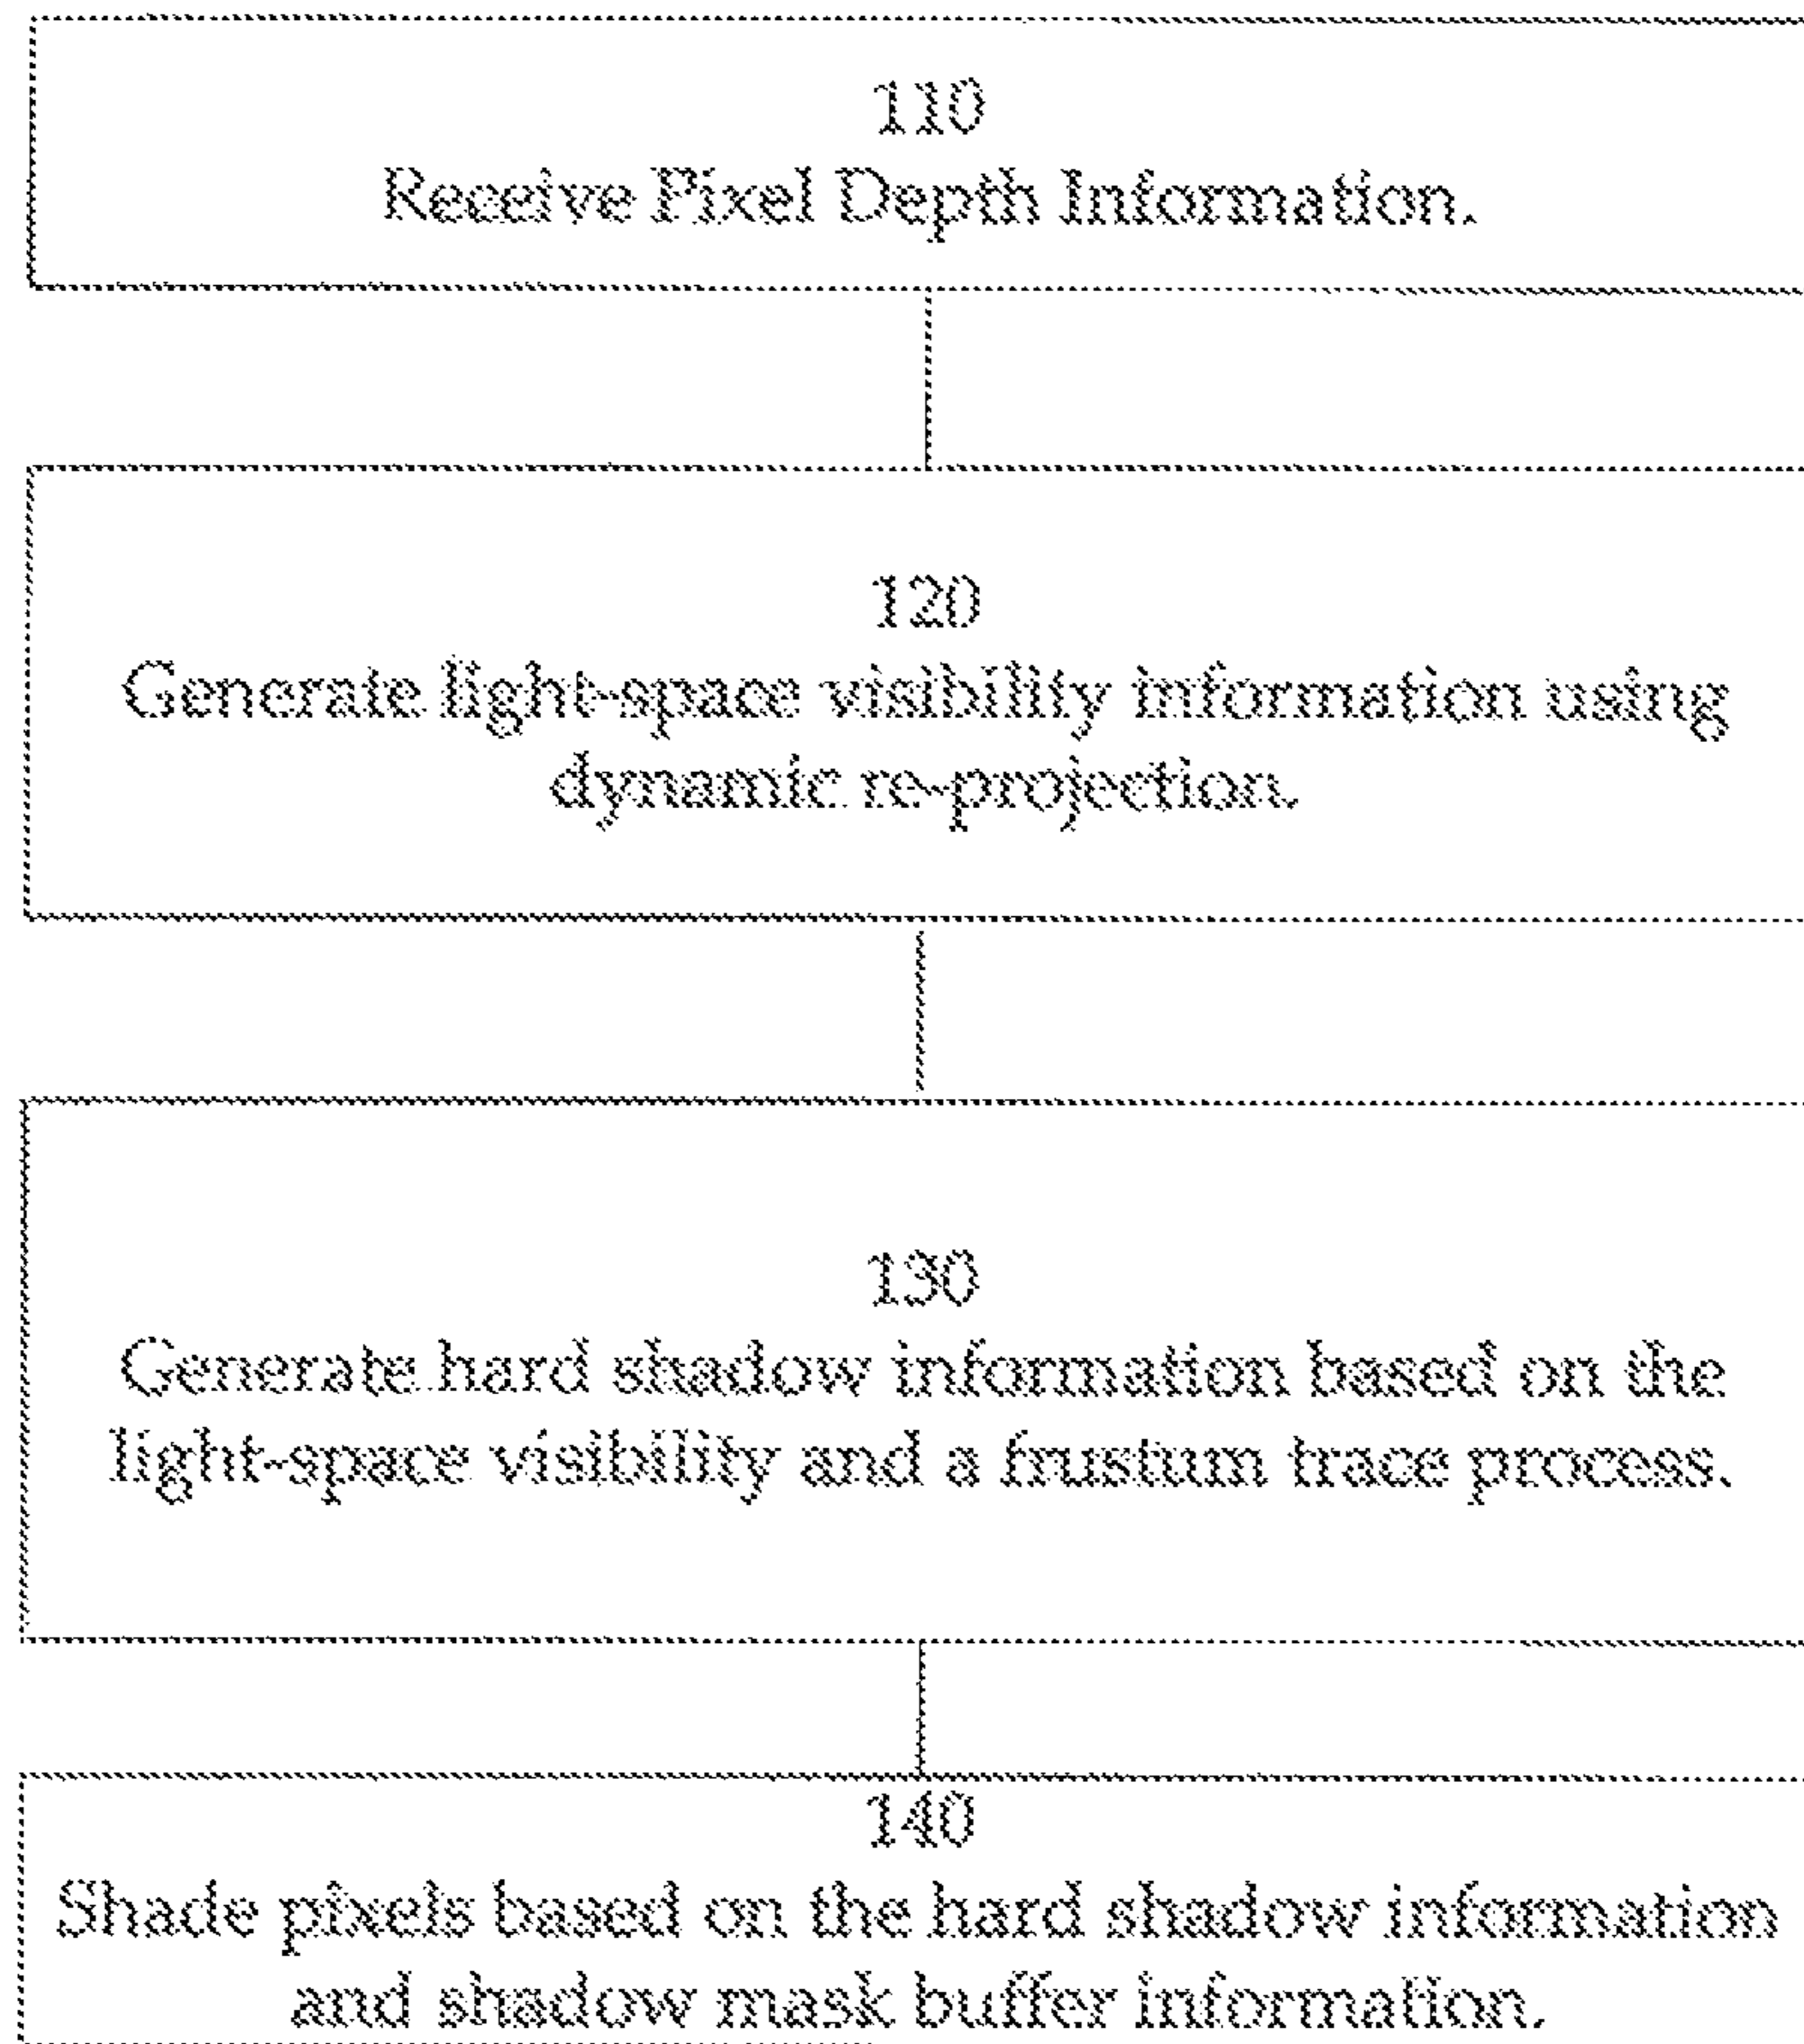 110
Receive Pixel Depth Information.
120
Generate light-space visibility information using
dynamic re-projection.
130
Generate hard shadow information based on the
light-space visibility and a frustum trace process.
140
Shade pixels based on the hard shadow information
and shadow mask buffer information.